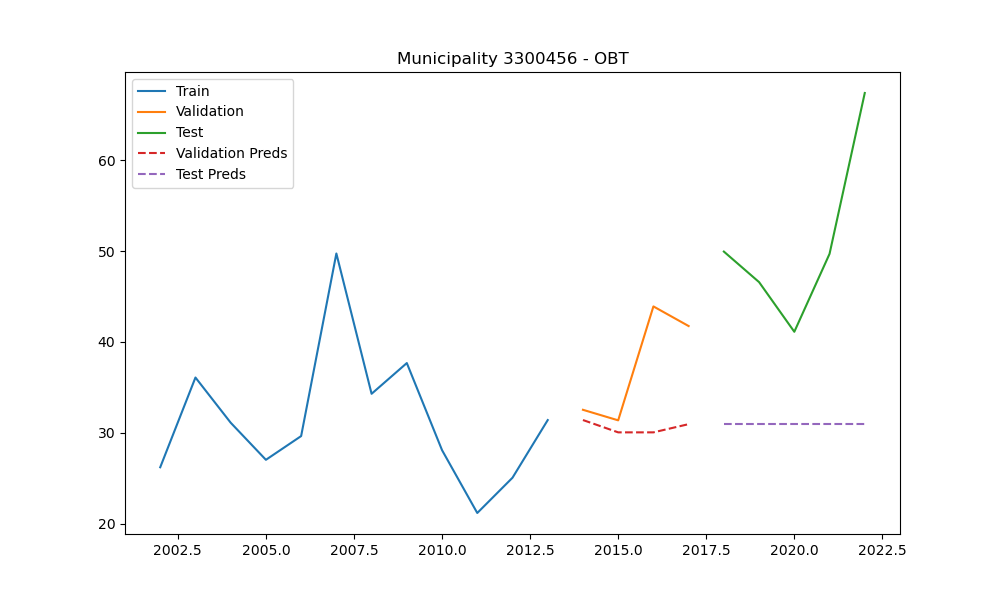 Municipality 3300456 - OBT
Train
Validation
Test
Validation Preds
Test Preds
60
50
40
30
20
2002.5 2005.0 2007.5 2010.0 2012.5 2015.0 2017.5 2020.0 2022.5